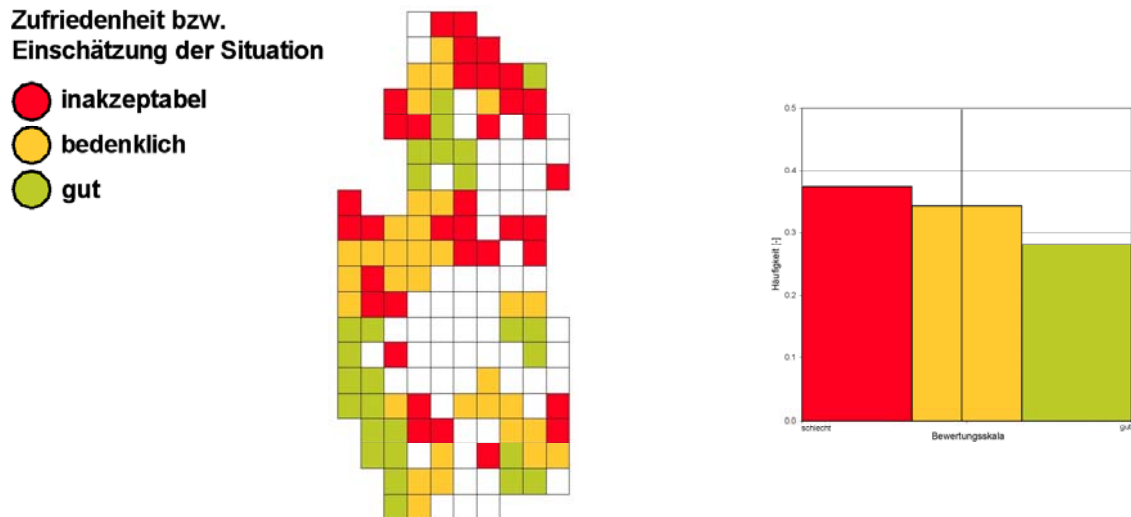 Zufriedenheit bzw.
Einschätzung der Situation
inakzeptabel
bedenklich
gut
0.5
0.4
0.3
0.2
0.1
0.0
Häufigkeit [-]
schlecht
gut
Bewertungsskala